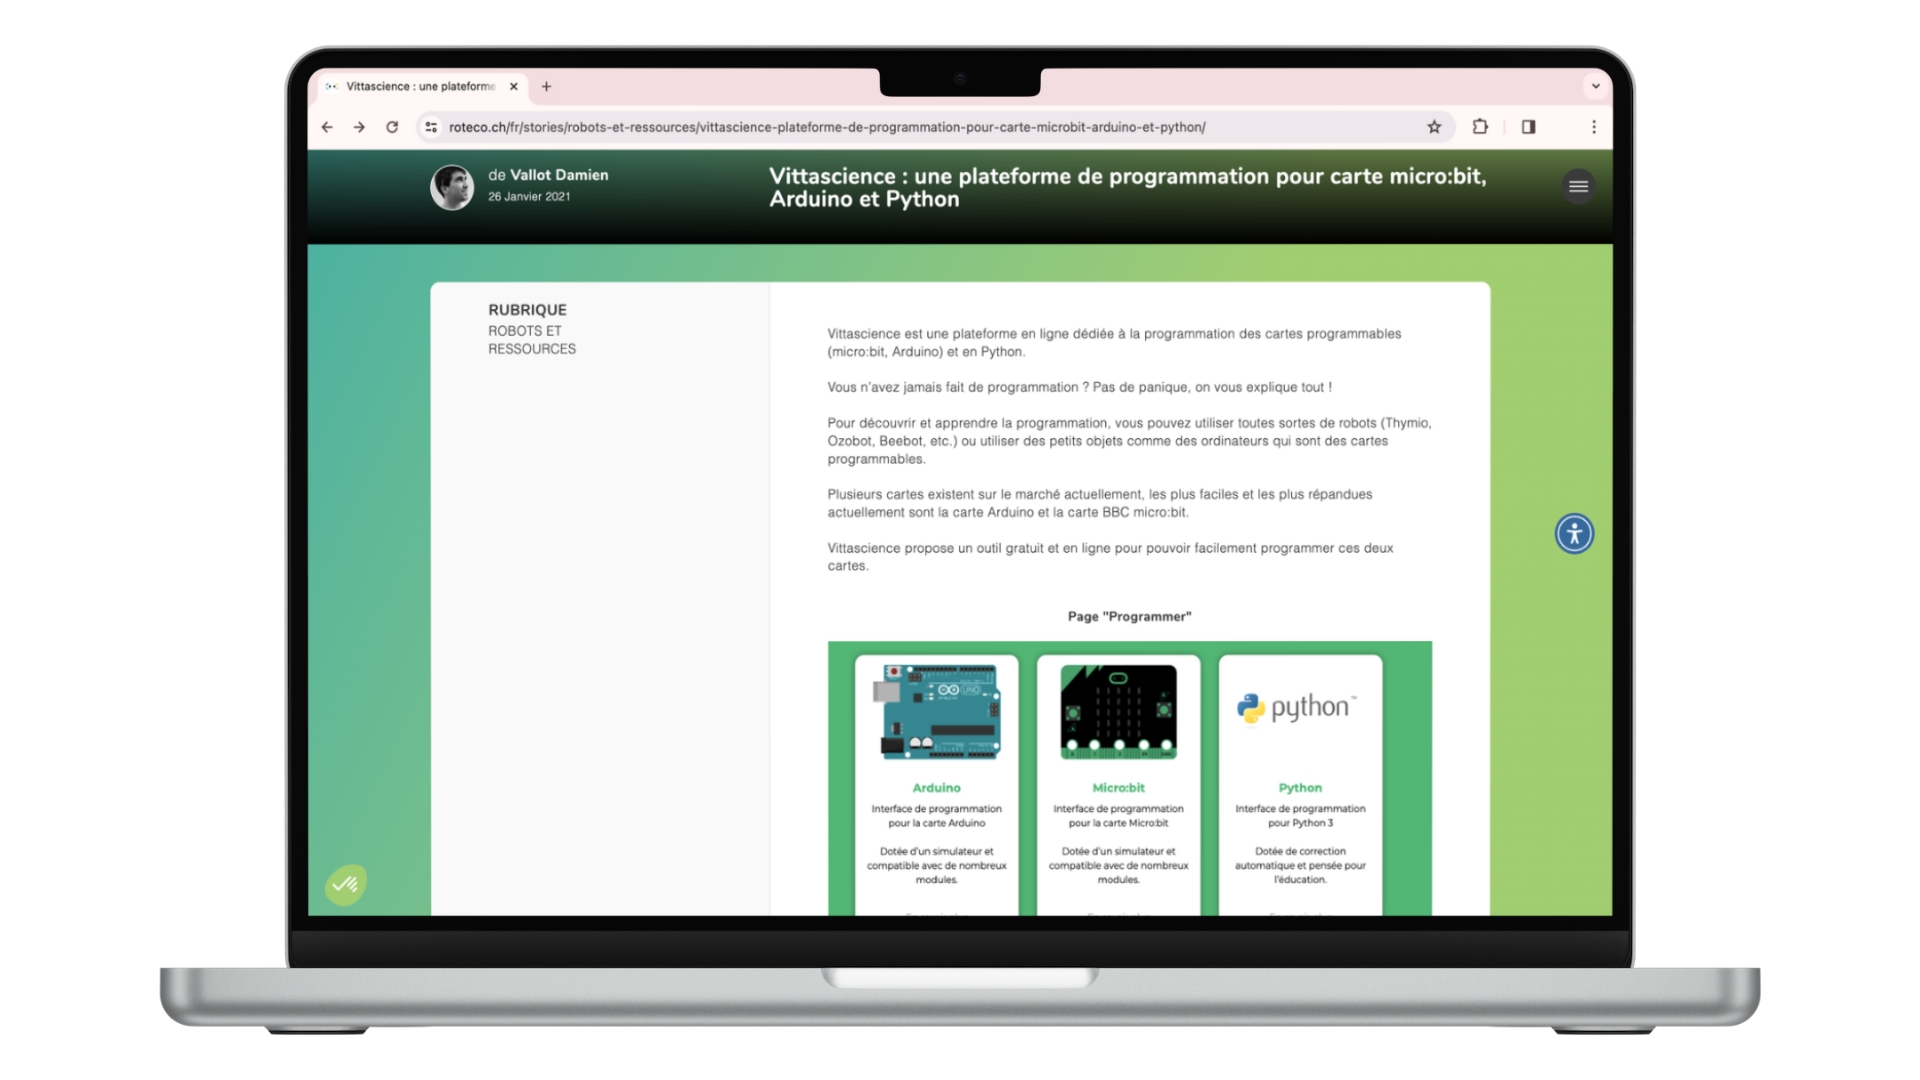 Vittascience : une plateforme
roteco.ch/fr/stories/robots-et-ressources/vittascience-plateforme-de-programmation-pour-carte-microbit-arduino-et-python/
de Vallot Damien
26 Janvier 2021
Vittascience : une plateforme de programmation pour carte micro:bit,
Arduino et Python
RUBRIQUE
ROBOTS ET
RESSOURCES
Vittascience est une plateforme en ligne dédiée à la programmation des cartes programmables
(micro:bit, Arduino) et en Python.
Vous n'avez jamais fait de programmation ? Pas de panique, on vous explique tout !
Pour découvrir et apprendre la programmation, vous pouvez utiliser toutes sortes de robots (Thymio,
Ozobot, Beebot, etc.) ou utiliser des petits objets comme des ordinateurs qui sont des cartes
programmables.
Plusieurs cartes existent sur le marché actuellement, les plus faciles et les plus répandues
actuellement sont la carte Arduino et la carte BBC micro:bit.
Vittascience propose un outil gratuit et en ligne pour pouvoir facilement programmer ces deux
cartes.
Page "Programmer"
UNO
python™
Arduino
Interface de programmation
pour la carte Arduino
Dotée d'un simulateur et
compatible avec de nombreux
modules.
Micro:bit
Interface de programmation
pour la carte Micro:bit
Dotée d'un simulateur et
compatible avec de nombreux
modules.
Python
Interface de programmation
pour Python 3
Dotée de correction
automatique et pensée pour
l'éducation.